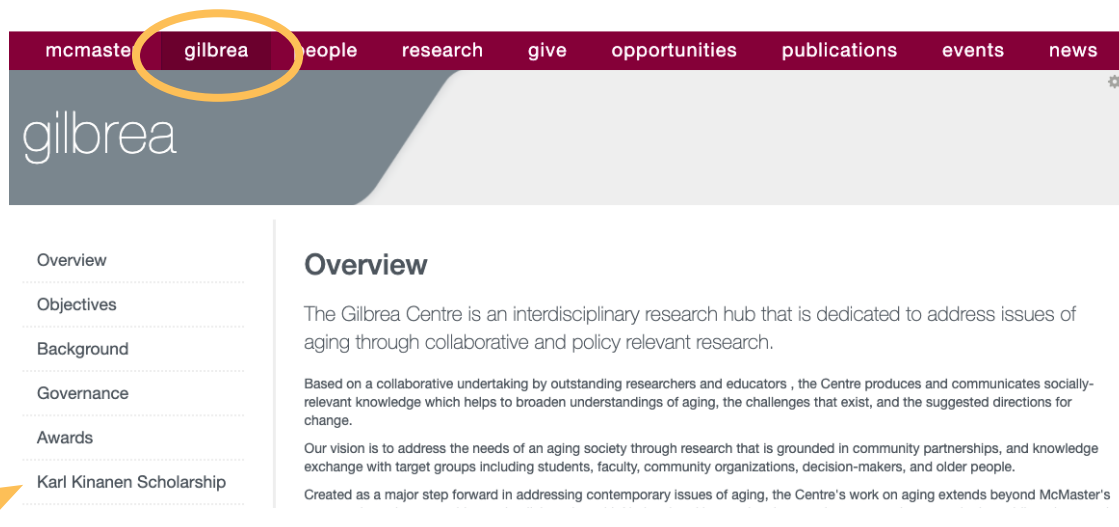 mcmaste gilbrea people research give opportunities publications events news
gilbrea
Overview
Objectives
Background
Governance
Awards
Karl Kinanen Scholarship
Overview
The Gilbrea Centre is an interdisciplinary research hub that is dedicated to address issues of
aging through collaborative and policy relevant research.
Based on a collaborative undertaking by outstanding researchers and educators , the Centre produces and communicates socially-
relevant knowledge which helps to broaden understandings of aging, the challenges that exist, and the suggested directions for
change.
Our vision is to address the needs of an aging society through research that is grounded in community partnerships, and knowledge
exchange with target groups including students, faculty, community organizations, decision-makers, and older people.
Created as a major step forward in addressing contemporary issues of aging, the Centre's work on aging extends beyond McMaster's